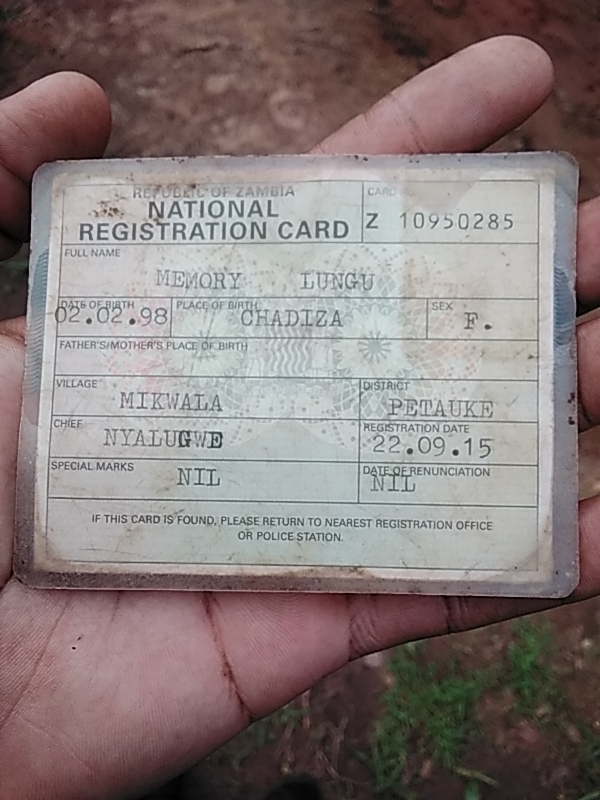 REPUBLIC OF ZAMBIA
NATIONAL
REGISTRATION CARD
CARD
Z 10950285
FULL NAME
MEMORY LUNGU
DATE OF BIRTH
02.02.98
PLACE OF BIRTH
CHADIZA
SEX
F.
FATHER'S/MOTHER'S PLACE OF BIRTH
VILLAGE
MIKWALA
DISTRICT
PETAUKE
CHIEF
NYALUGWE
REGISTRATION DATE
22.09.15
SPECIAL MARKS
NIL
DATE OF RENUNCIATION
NIL
IF THIS CARD IS FOUND, PLEASE RETURN TO NEAREST REGISTRATION OFFICE
OR POLICE STATION.